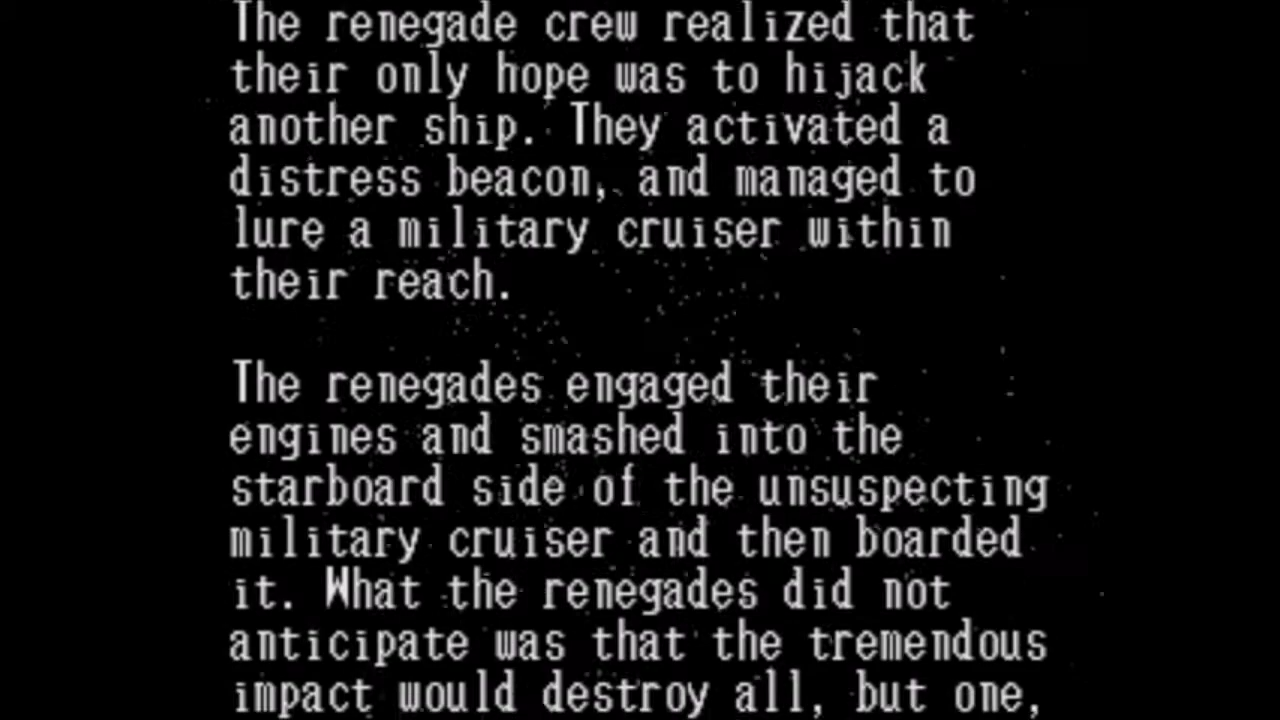 The renegade crew realized that
their only hope was to hijack
another ship. They activated a
distress beacon, and managed to
lure a military cruiser within
their reach.
The renegades engaged their
engines and smashed into the
starboard side of the unsuspecting
military cruiser and then boarded
it. What the renegades did not
anticipate was that the tremendous
impact would destroy all, but one,